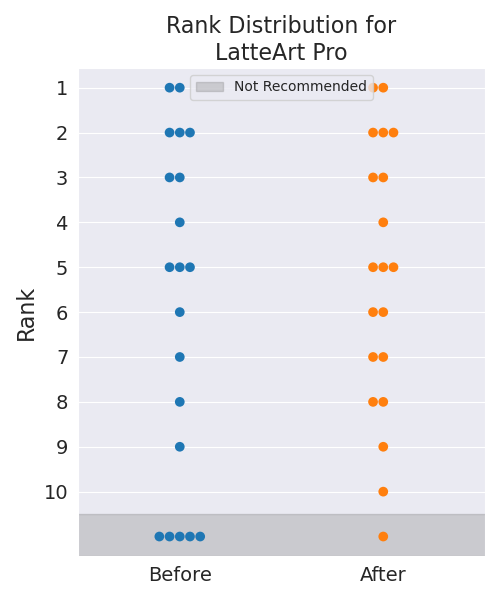 Rank Distribution for
LatteArt Pro
Not Recommended
1
2
3
4
5
6
7
8
9
10
Rank
Before
After